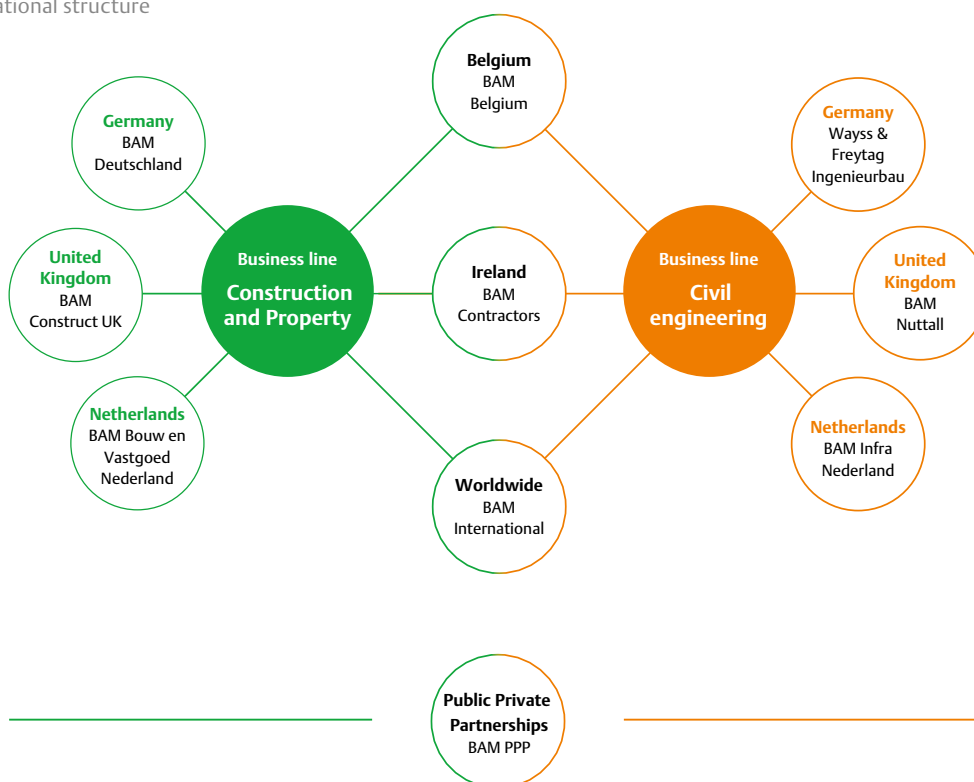 structure
Belgium
BAM
Belgium
Germany
BAM
Deutschland
Germany
Wayss &
Freytag
Ingenieurbau
United
Kingdom
BAM
Construct UK
Business line
Construction
and Property
Ireland
BAM
Contractors
Business line
Civil
engineering
United
Kingdom
BAM
Nuttall
Netherlands
BAM Bouw en
Vastgoed
Nederland
Worldwide
BAM
International
Netherlands
BAM Infra
Nederland
Public Private
Partnerships
BAM PPP